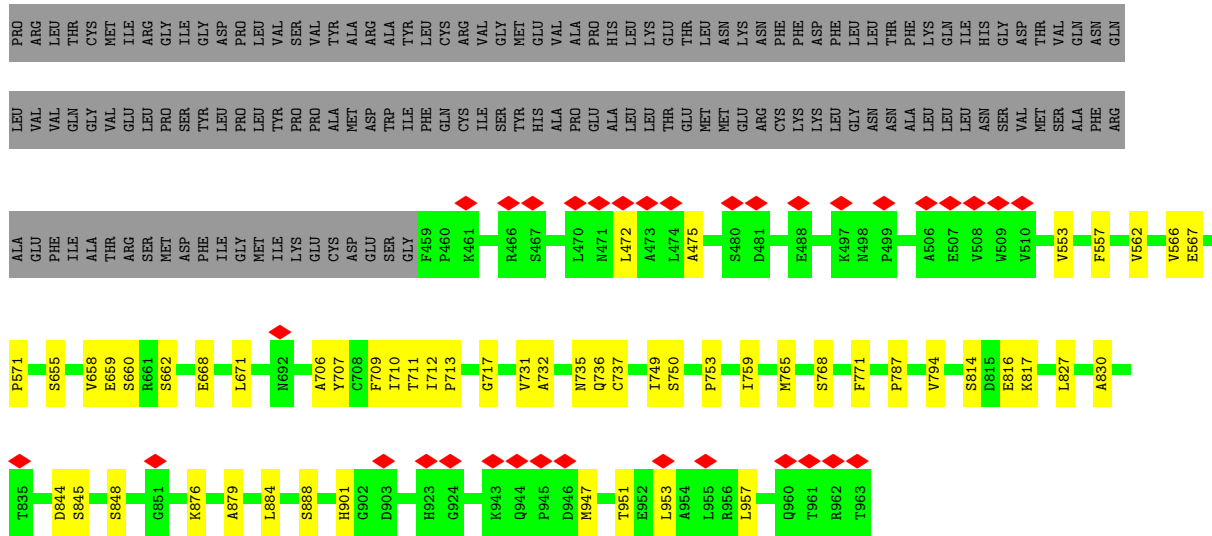 PRO ARG LEU THR CYS MET ILE ARG GLY ILE GLY ASP PRO LEU VAL SER VAL TYR ALA ARG ALA TYR LEU CYS ARG VAL GLY MET GLU VAL ALA PRO HIS LEU LYS GLU THR LEU ASN LYS ASN PHE PHE ASP PHE LEU LEU THR PHE LYS GLN ILE HIS GLY ASP THR VAL GLN ASN GLN
LEU VAL VAL GLN GLY VAL GLU LEU PRO SER TYR LEU PRO LEU TYR PRO PRO ALA MET ASP TRP ILE PHE GLN CYS ILE SER TYR HIS ALA PRO GLU ALA LEU LEU THR GLU MET MET GLU ARG CYS LYS LYS LEU GLY ASN ASN ALA LEU LEU LEU ASN SER VAL MET SER ALA PHE ARG
ALA GLU PHE ILE ALA THR ARG SER MET ASP PHE ILE GLY MET ILE LYS GLU CYS ASP GLU SER GLY F459 P460 K461 R466 S467 L470 N471 L472 A473 L474 A475 S480 D481 E488 K497 N498 P499 A506 E507 V508 W509 V510 V553 F557 V562 V566 E567
P571 S655 V658 E659 S660 R661 S662 E668 L671 N692 A706 Y707 C708 F709 I710 T711 I712 P713 G717 V731 A732 N735 Q736 C737 I749 S750 P753 I759 M765 S768 F771 P787 V794 S814 D815 E816 K817 L827 A830
T835 D844 S845 S848 G851 K876 A879 L884 S888 H901 G902 D903 H923 G924 K943 Q944 P945 D946 M947 T951 E952 L953 A954 L955 R956 L957 Q960 T961 R962 T963